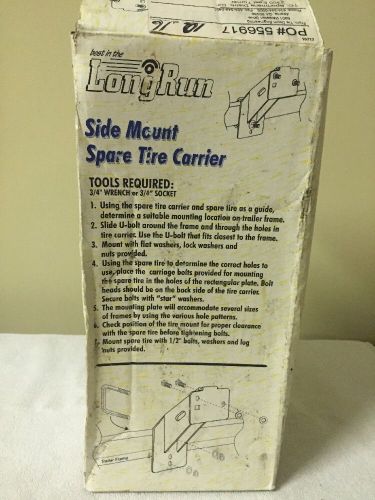 PO# 556917
best in the
LongRun
Side Mount
Spare Tire Carrier
TOOLS REQUIRED:
3/4" WRENCH or 3/4" SOCKET
1. Using the spare tire carrier and spare tire as a guide,
determine a suitable mounting location on trailer frame.
2. Slide U-bolt around the frame and through the holes in
tire carrier. Use the U-bolt that fits closest to the frame.
3. Mount with flat washers, lock washers and
nuts provided.
4. Using the spare tire to determine the correct holes to
use, place the carriage bolts provided for mounting
the spare tire in the holes of the rectangular plate. Bolt
heads should be on the back side of the tire carrier.
Secure bolts with "star" washers.
5. The mounting plate will accommodate several sizes
of frames by using the various hole patterns.
6. Check position of the tire mount for proper clearance
with the spare tire before tightening bolts.
7. Mount spare tire with 1/2" bolts, washers and lug
nuts provided.
Trailer Frame